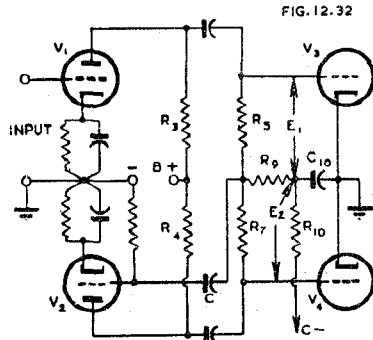 FIG. 12.32
V₁
V₃
INPUT
R₃
R₅
E₁
B+
R₉
C₁₀
−
R₄
E₂
R₇
R₁₀
V₂
C
V₄
C−